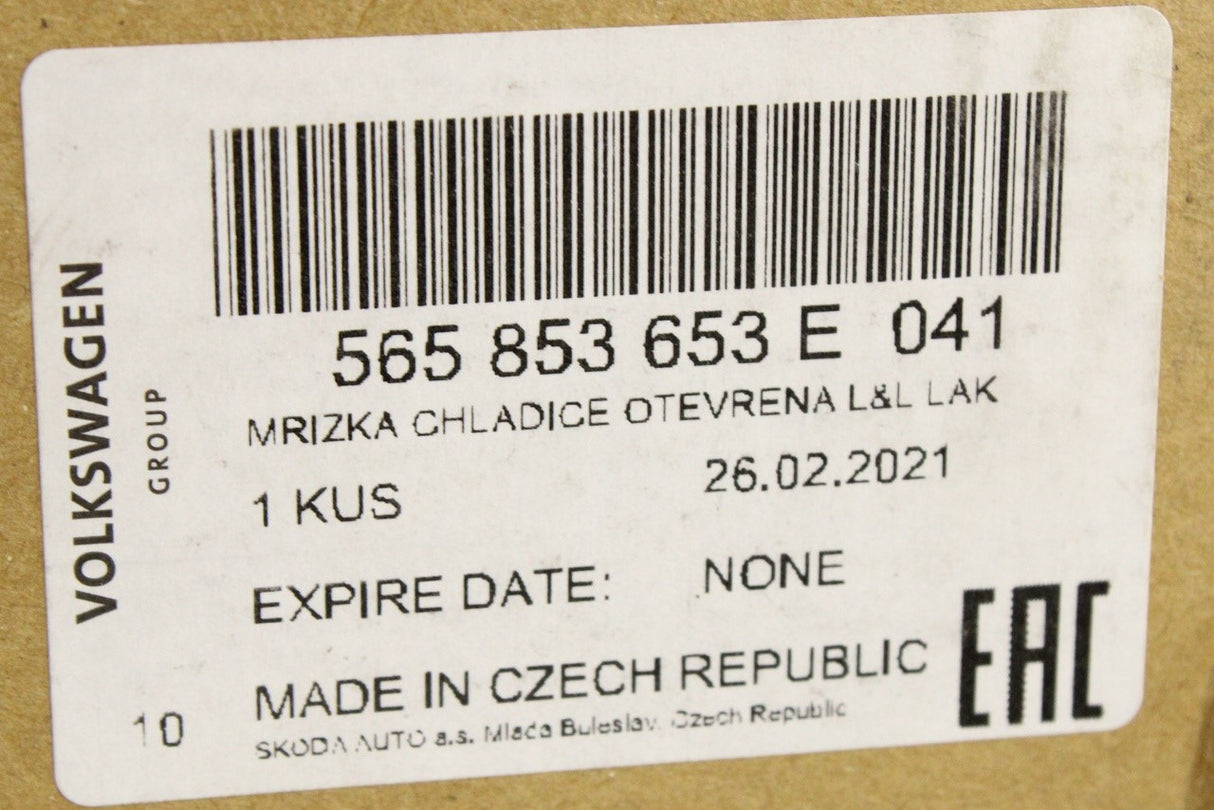 VOLKSWAGEN
GROUP
565 853 653 E 041
MRIZKA CHLADICE OTEVRENA L&L LAK
1 KUS 26.02.2021
EXPIRE DATE: NONE
MADE IN CZECH REPUBLIC
EAC
10
SKODA AUTO a.s. Mlada Buleslav, Czech Republic